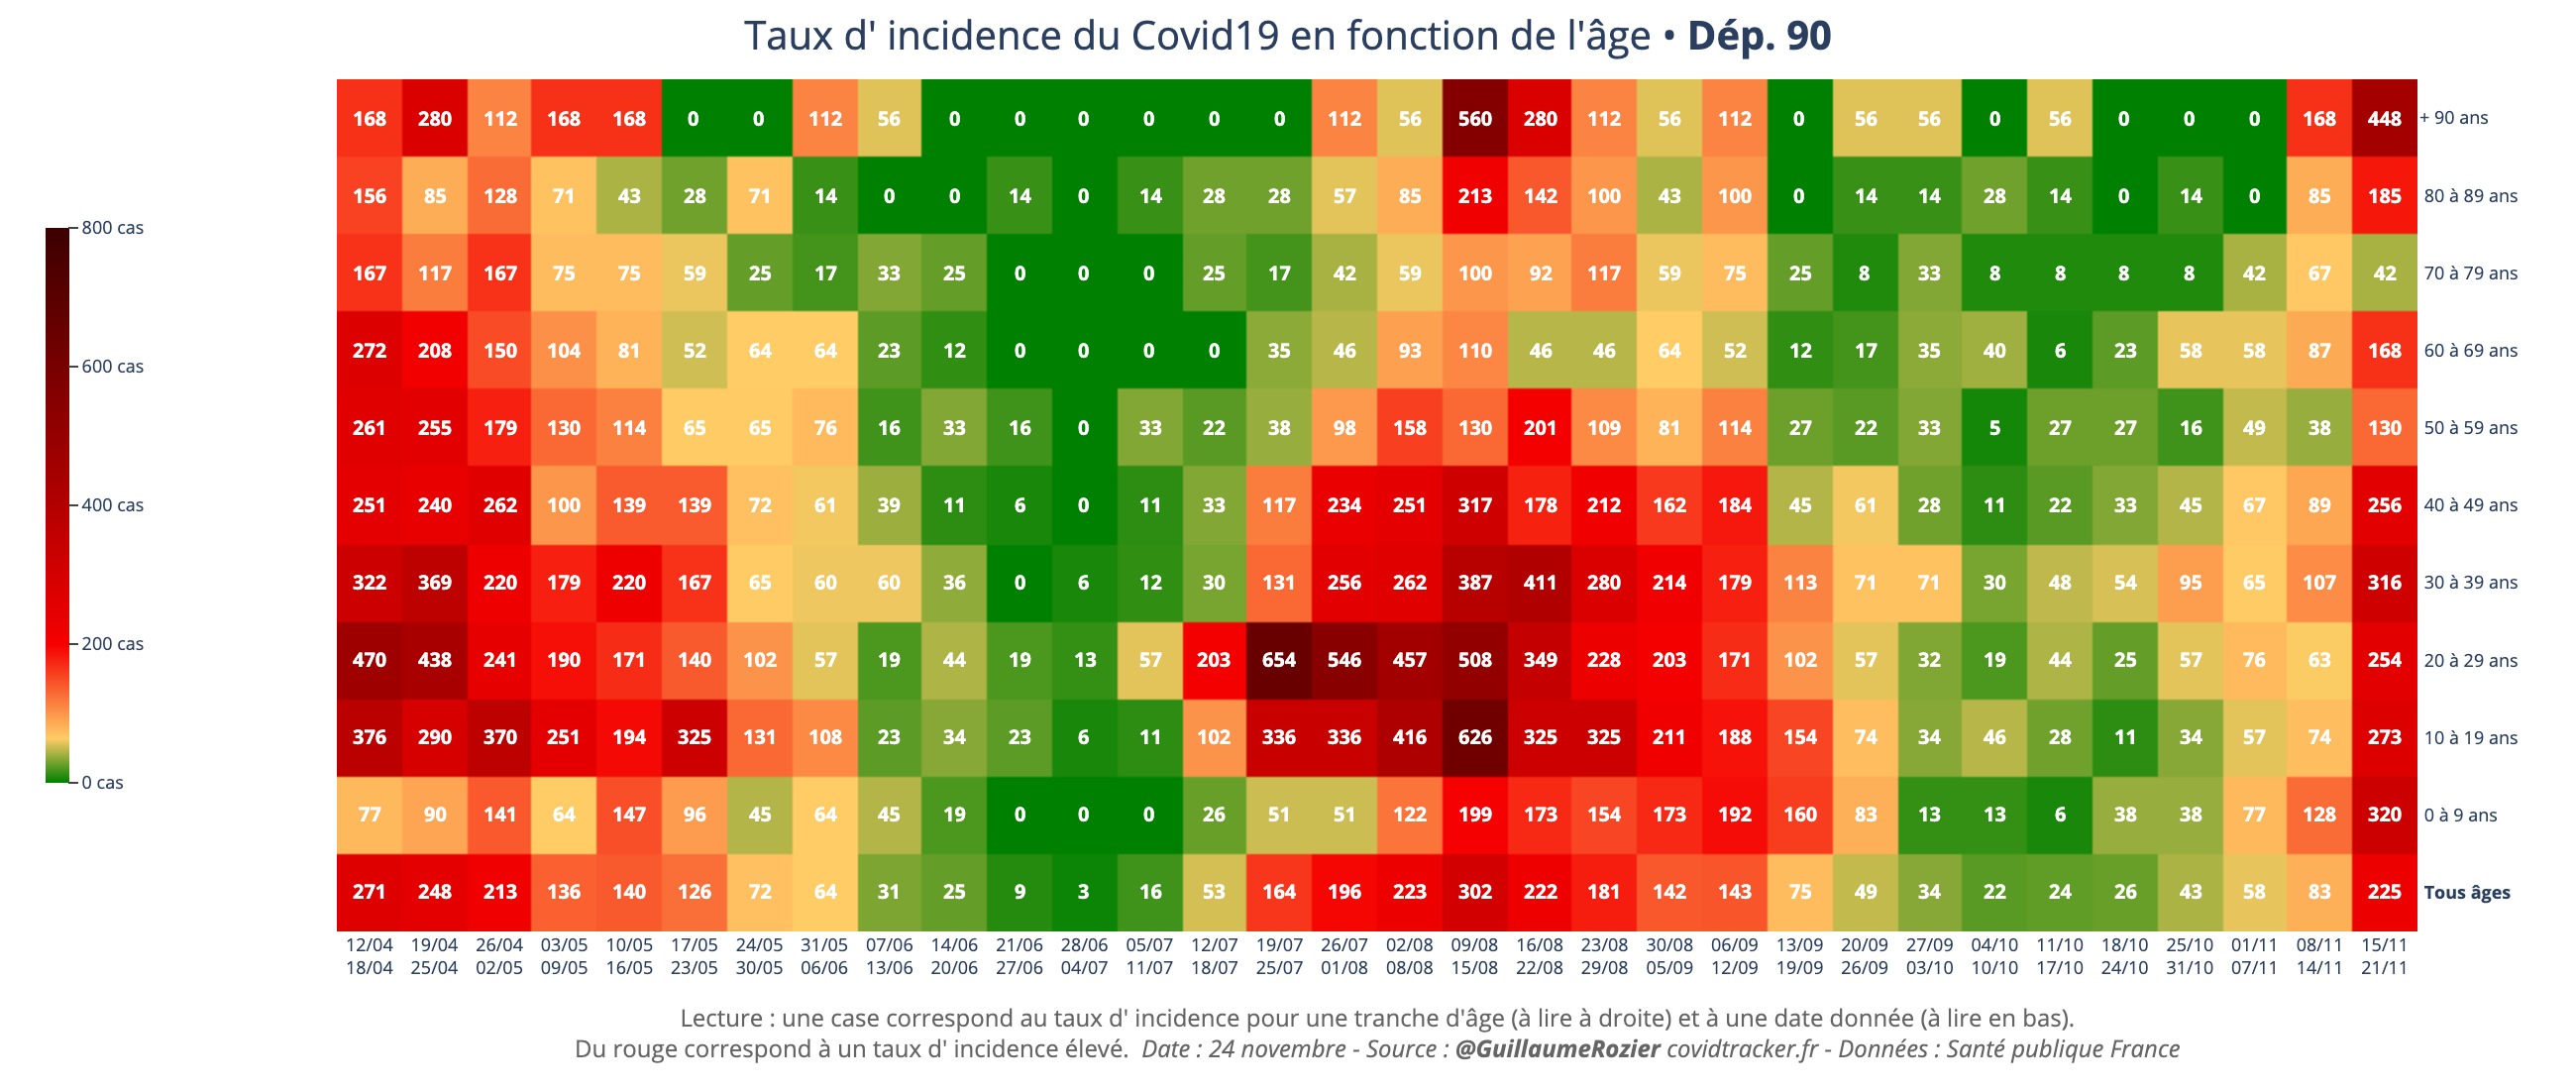 Taux d' incidence du Covid19 en fonction de l'âge • Dép. 90
168 280 112 168 168 0 0 112 56 0 0 0 0 0 0 112 56 560 280 112 56 112 0 56 56 0 56 0 0 0 168 448 + 90 ans
156 85 128 71 43 28 71 14 0 0 14 0 14 28 28 57 85 213 142 100 43 100 0 14 14 28 14 0 14 0 85 185 80 à 89 ans
800 cas
167 117 167 75 75 59 25 17 33 25 0 0 0 25 17 42 59 100 92 117 59 75 25 8 33 8 8 8 8 42 67 42 70 à 79 ans
272 208 150 104 81 52 64 64 23 12 0 0 0 0 35 46 93 110 46 46 64 52 12 17 35 40 6 23 58 58 87 168 60 à 69 ans
600 cas
261 255 179 130 114 65 65 76 16 33 16 0 33 22 38 98 158 130 201 109 81 114 27 22 33 5 27 27 16 49 38 130 50 à 59 ans
400 cas
251 240 262 100 139 139 72 61 39 11 6 0 11 33 117 234 251 317 178 212 162 184 45 61 28 11 22 33 45 67 89 256 40 à 49 ans
322 369 220 179 220 167 65 60 60 36 0 6 12 30 131 256 262 387 411 280 214 179 113 71 71 30 48 54 95 65 107 316 30 à 39 ans
200 cas
470 438 241 190 171 140 102 57 19 44 19 13 57 203 654 546 457 508 349 228 203 171 102 57 32 19 44 25 57 76 63 254 20 à 29 ans
376 290 370 251 194 325 131 108 23 34 23 6 11 102 336 336 416 626 325 325 211 188 154 74 34 46 28 11 34 57 74 273 10 à 19 ans
0 cas
77 90 141 64 147 96 45 64 45 19 0 0 0 26 51 51 122 199 173 154 173 192 160 83 13 13 6 38 38 77 128 320 0 à 9 ans
271 248 213 136 140 126 72 64 31 25 9 3 16 53 164 196 223 302 222 181 142 143 75 49 34 22 24 26 43 58 83 225 Tous âges
12/04 19/04 26/04 03/05 10/05 17/05 24/05 31/05 07/06 14/06 21/06 28/06 05/07 12/07 19/07 26/07 02/08 09/08 16/08 23/08 30/08 06/09 13/09 20/09 27/09 04/10 11/10 18/10 25/10 01/11 08/11 15/11
18/04 25/04 02/05 09/05 16/05 23/05 30/05 06/06 13/06 20/06 27/06 04/07 11/07 18/07 25/07 01/08 08/08 15/08 22/08 29/08 05/09 12/09 19/09 26/09 03/10 10/10 17/10 24/10 31/10 07/11 14/11 21/11
Lecture : une case correspond au taux d' incidence pour une tranche d'âge (à lire à droite) et à une date donnée (à lire en bas).
Du rouge correspond à un taux d' incidence élevé. Date : 24 novembre - Source : @GuillaumeRozier covidtracker.fr - Données : Santé publique France